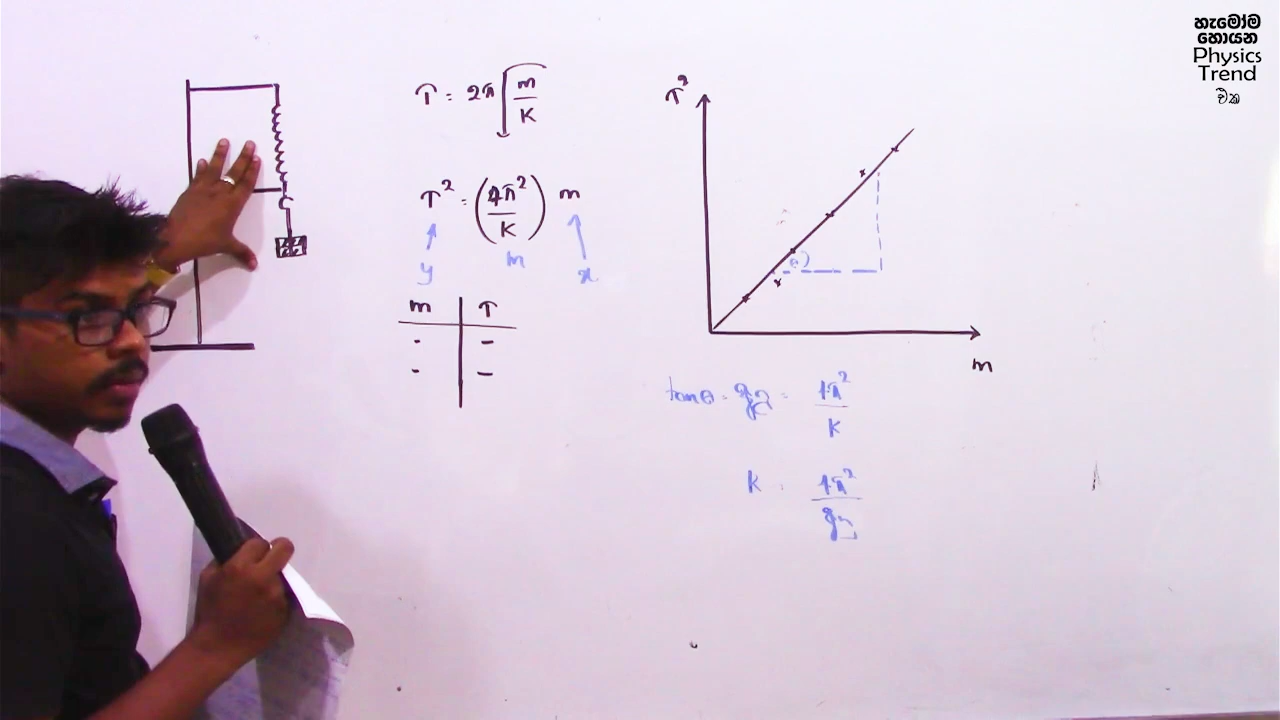 හැමෝම
හොයන
Physics
Trend
එක
T = 2π√(m/K)
T² = (4π²/K) m
y m x
m T
- -
- -
T²
θ
m
tanθ = = 4π²/K
K = 4π²/